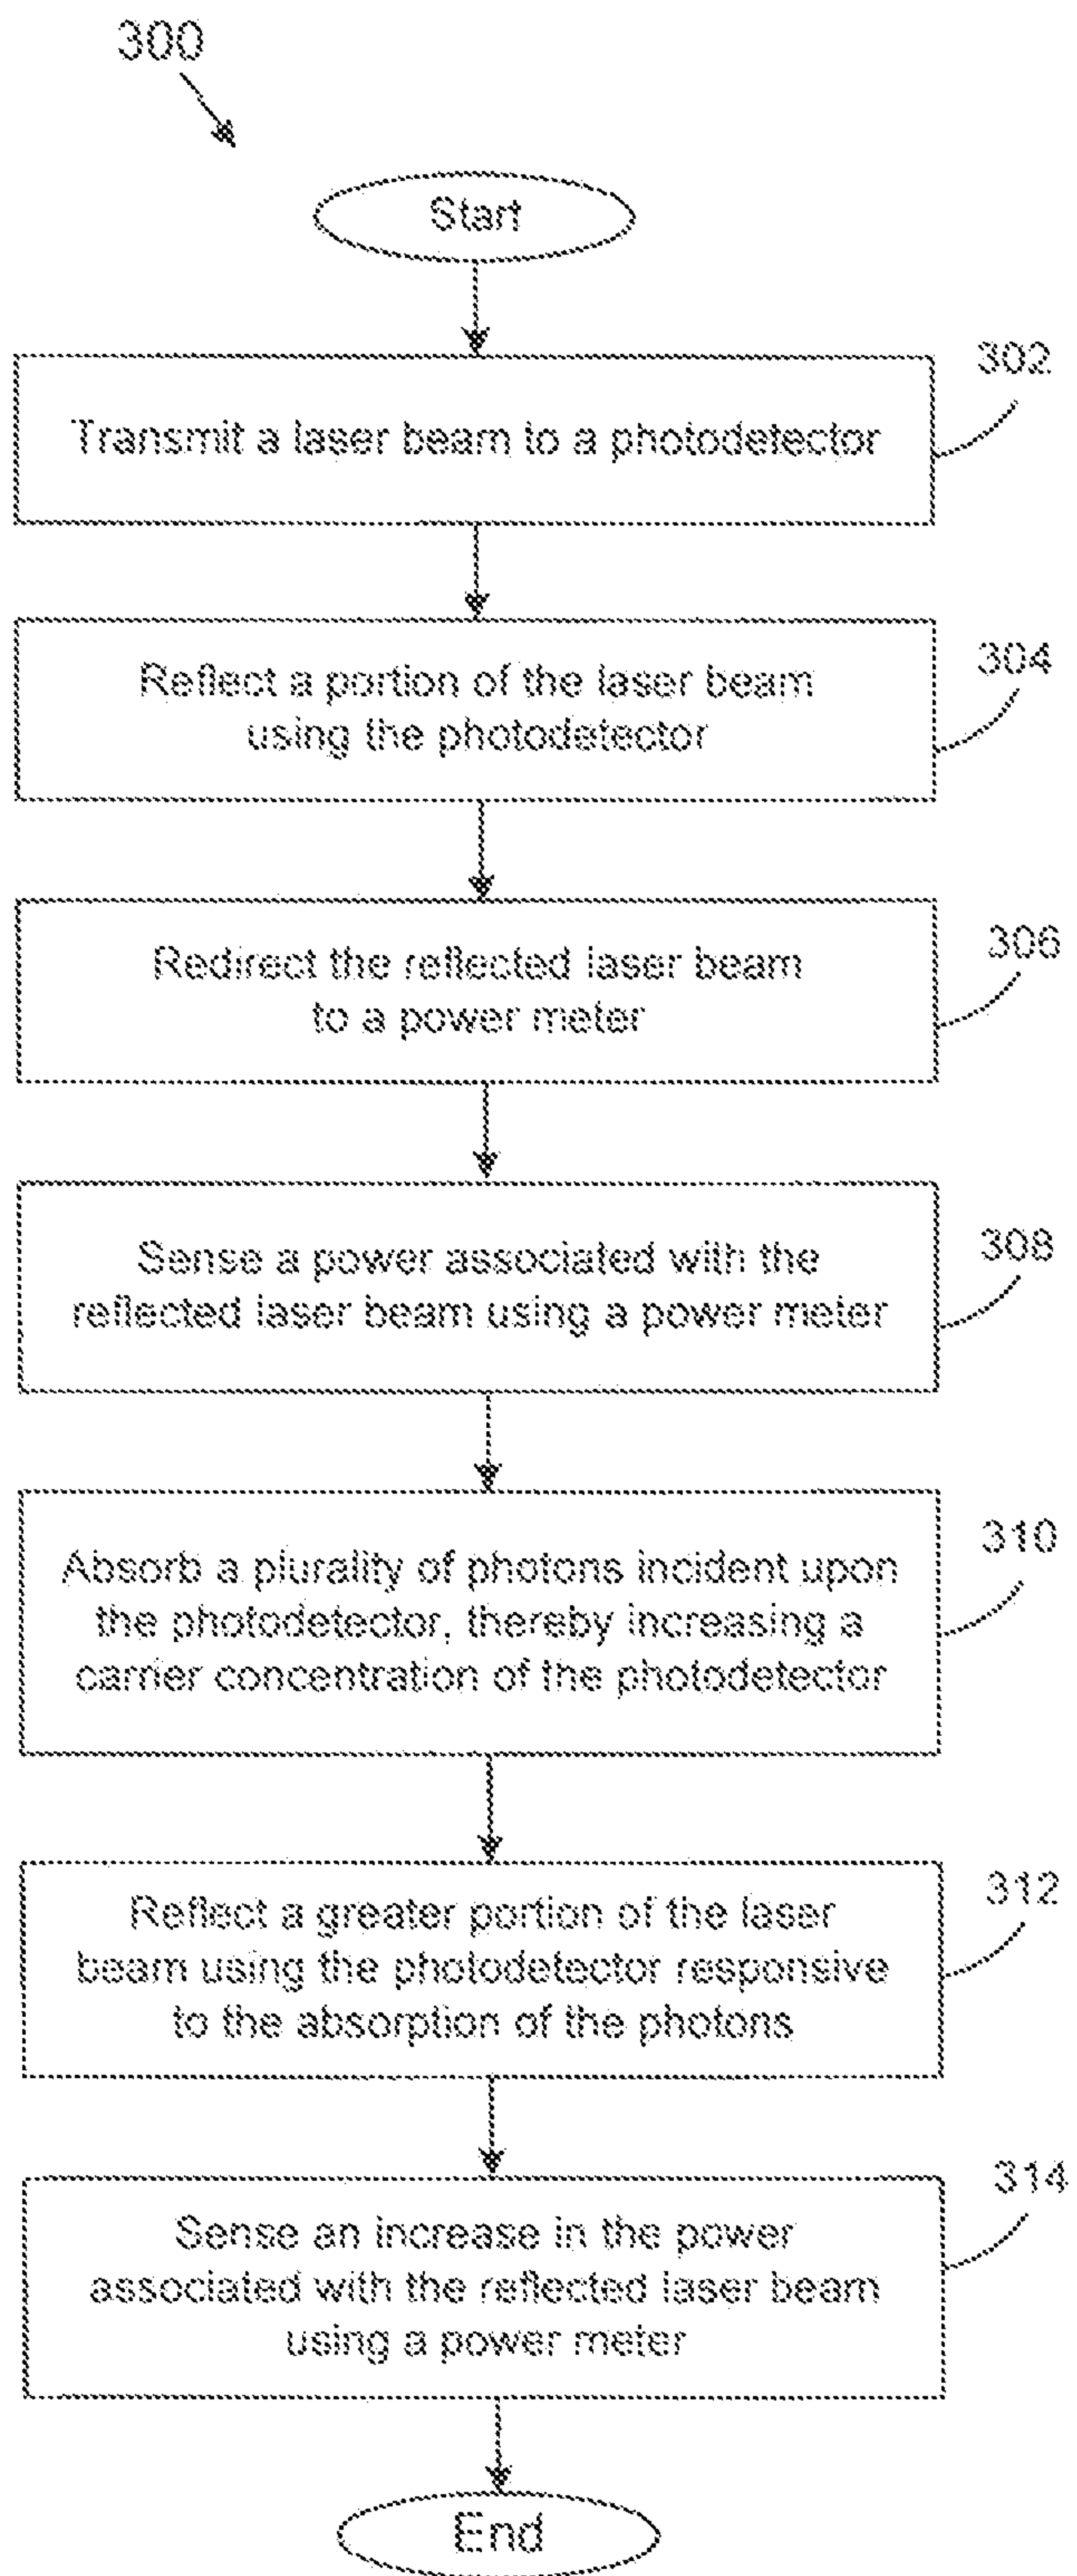 300
Start
302
Transmit a laser beam to a photodetector
304
Reflect a portion of the laser beam
using the photodetector
306
Redirect the reflected laser beam
to a power meter
308
Sense a power associated with the
reflected laser beam using a power meter
310
Absorb a plurality of photons incident upon
the photodetector, thereby increasing a
carrier concentration of the photodetector
312
Reflect a greater portion of the laser
beam using the photodetector responsive
to the absorption of the photons
314
Sense an increase in the power
associated with the reflected laser beam
using a power meter
End